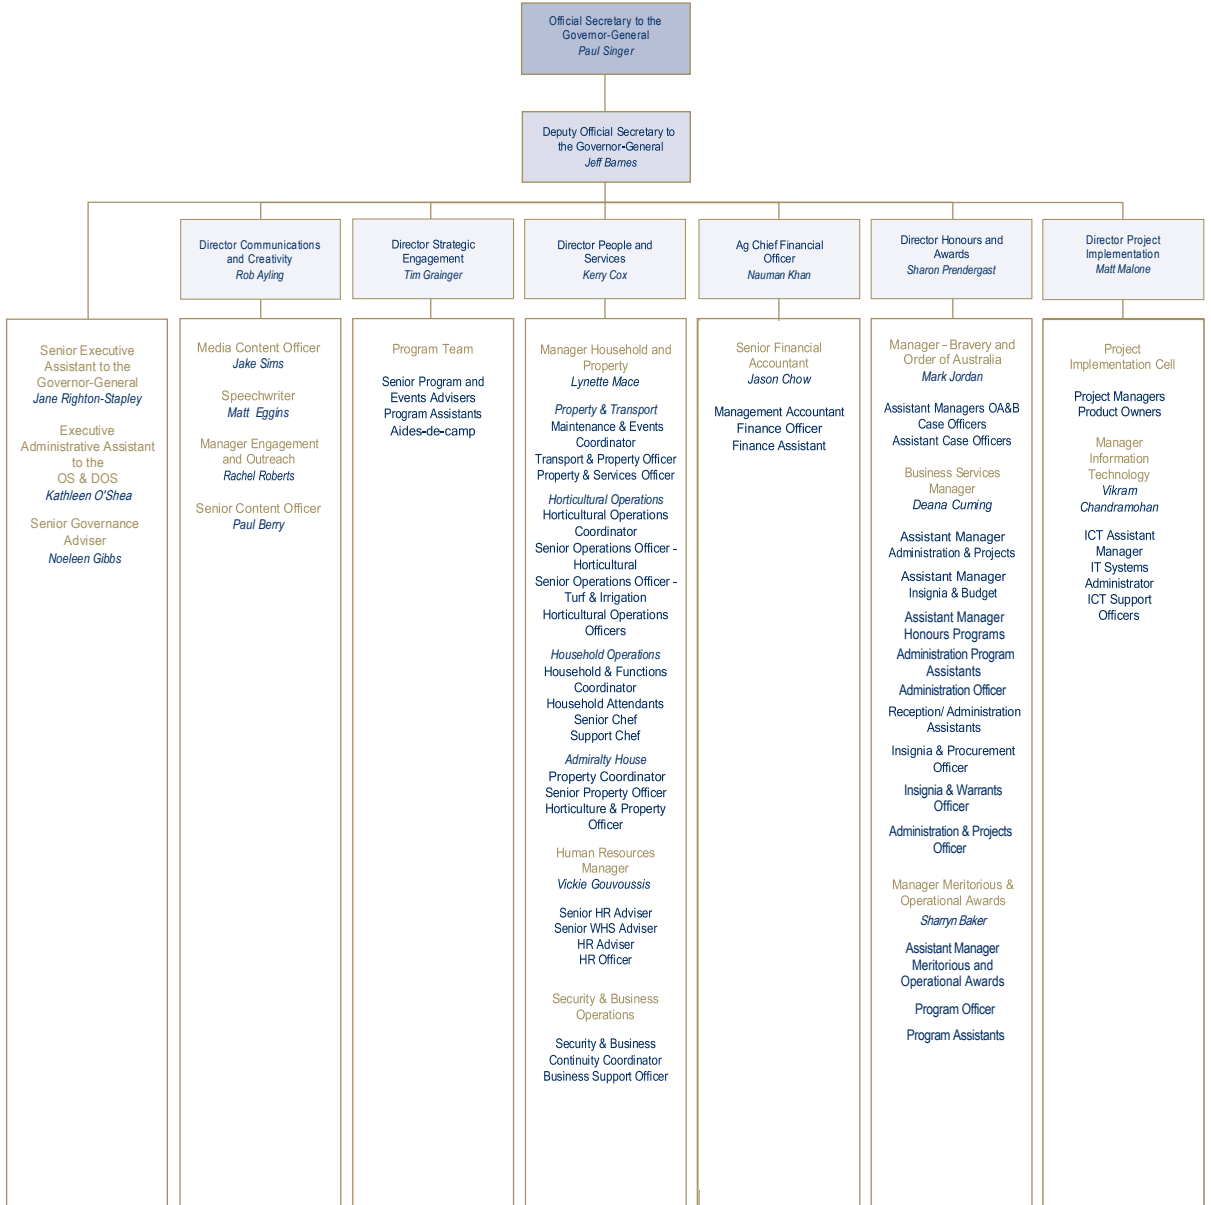 Official Secretary to the
Governor-General
Paul Singer
Deputy Official Secretary to
the Governor-General
Jeff Barnes
Director Communications
and Creativity
Rob Ayling
Director Strategic
Engagement
Tim Grainger
Director People and
Services
Kerry Cox
Ag Chief Financial
Officer
Nauman Khan
Director Honours and
Awards
Sharon Prendergast
Director Project
Implementation
Matt Malone
Senior Executive
Assistant to the
Governor-General
Jane Righton-Stapley
Executive
Administrative Assistant
to the
OS & DOS
Kathleen O'Shea
Senior Governance
Adviser
Noeleen Gibbs
Media Content Officer
Jake Sims
Speechwriter
Matt Eggins
Manager Engagement
and Outreach
Rachel Roberts
Senior Content Officer
Paul Berry
Program Team
Senior Program and
Events Advisers
Program Assistants
Aides-de-camp
Manager Household and
Property
Lynette Mace
Property & Transport
Maintenance & Events
Coordinator
Transport & Property Officer
Property & Services Officer
Horticultural Operations
Horticultural Operations
Coordinator
Senior Operations Officer -
Horticultural
Senior Operations Officer -
Turf & Irrigation
Horticultural Operations
Officers
Household Operations
Household & Functions
Coordinator
Household Attendants
Senior Chef
Support Chef
Admiralty House
Property Coordinator
Senior Property Officer
Horticulture & Property
Officer
Human Resources
Manager
Vickie Gouvoussis
Senior HR Adviser
Senior WHS Adviser
HR Adviser
HR Officer
Security & Business
Operations
Security & Business
Continuity Coordinator
Business Support Officer
Senior Financial
Accountant
Jason Chow
Management Accountant
Finance Officer
Finance Assistant
Manager – Bravery and
Order of Australia
Mark Jordan
Assistant Managers OA&B
Case Officers
Assistant Case Officers
Business Services
Manager
Deana Cuming
Assistant Manager
Administration & Projects
Assistant Manager
Insignia & Budget
Assistant Manager
Honours Programs
Administration Program
Assistants
Administration Officer
Reception/ Administration
Assistants
Insignia & Procurement
Officer
Insignia & Warrants
Officer
Administration & Projects
Officer
Manager Meritorious &
Operational Awards
Sharryn Baker
Assistant Manager
Meritorious and
Operational Awards
Program Officer
Program Assistants
Project
Implementation Cell
Project Managers
Product Owners
Manager
Information
Technology
Vikram
Chandramohan
ICT Assistant
Manager
IT Systems
Administrator
ICT Support
Officers